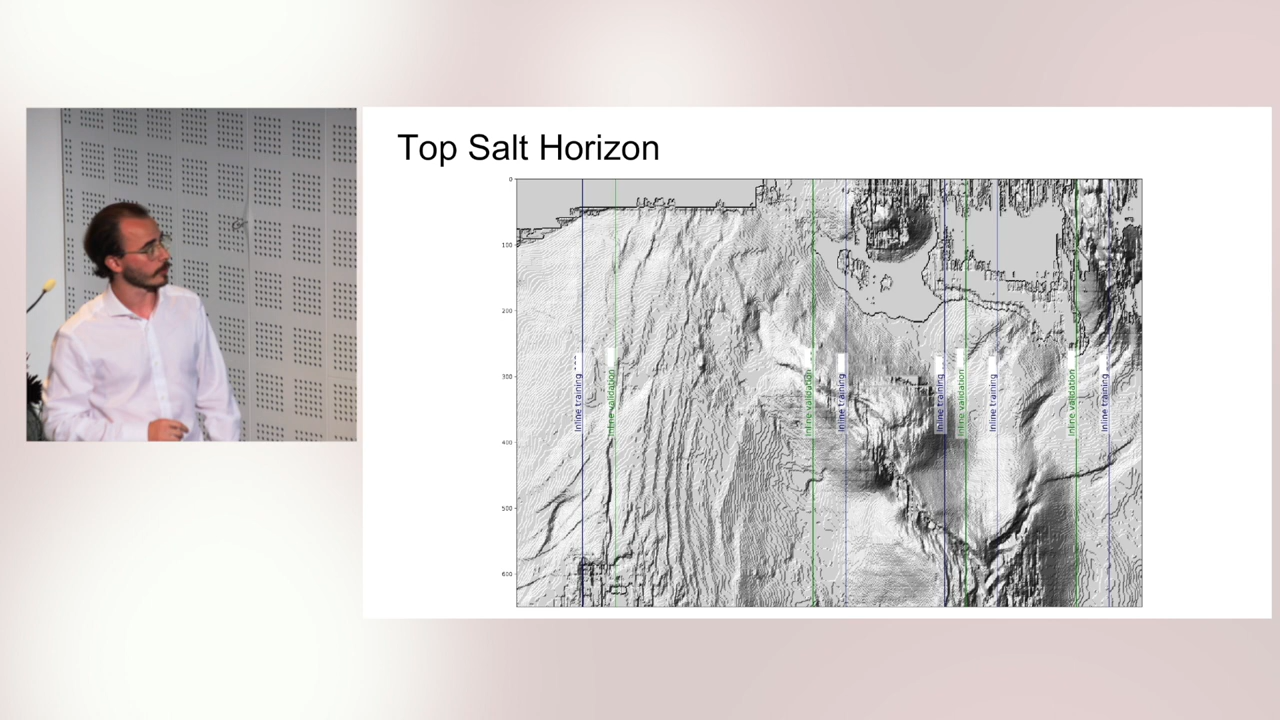 Top Salt Horizon
0
100
200
300
400
500
600
Inline training
Inline validation
Inline validation
Inline training
Inline training
Inline validation
Inline training
Inline validation
Inline training